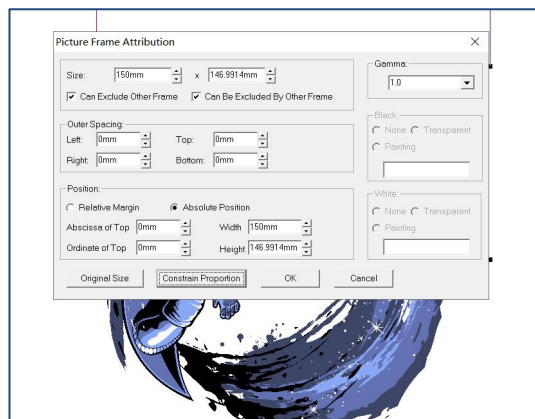 Picture Frame Attribution
Size: 150mm x 146.9914mm
Can Exclude Other Frame Can Be Excluded By Other Frame
Outer Spacing:
Left: 0mm Top: 0mm
Right: 0mm Bottom: 0mm
Position:
Relative Margin Absolute Position
Abscissa of Top 0mm Width 150mm
Ordinate of Top 0mm Height 146.9914mm
Original Size Constrain Proportion OK Cancel
Gamma:
1.0
Black:
None Transparent
Painting
White:
None Transparent
Painting